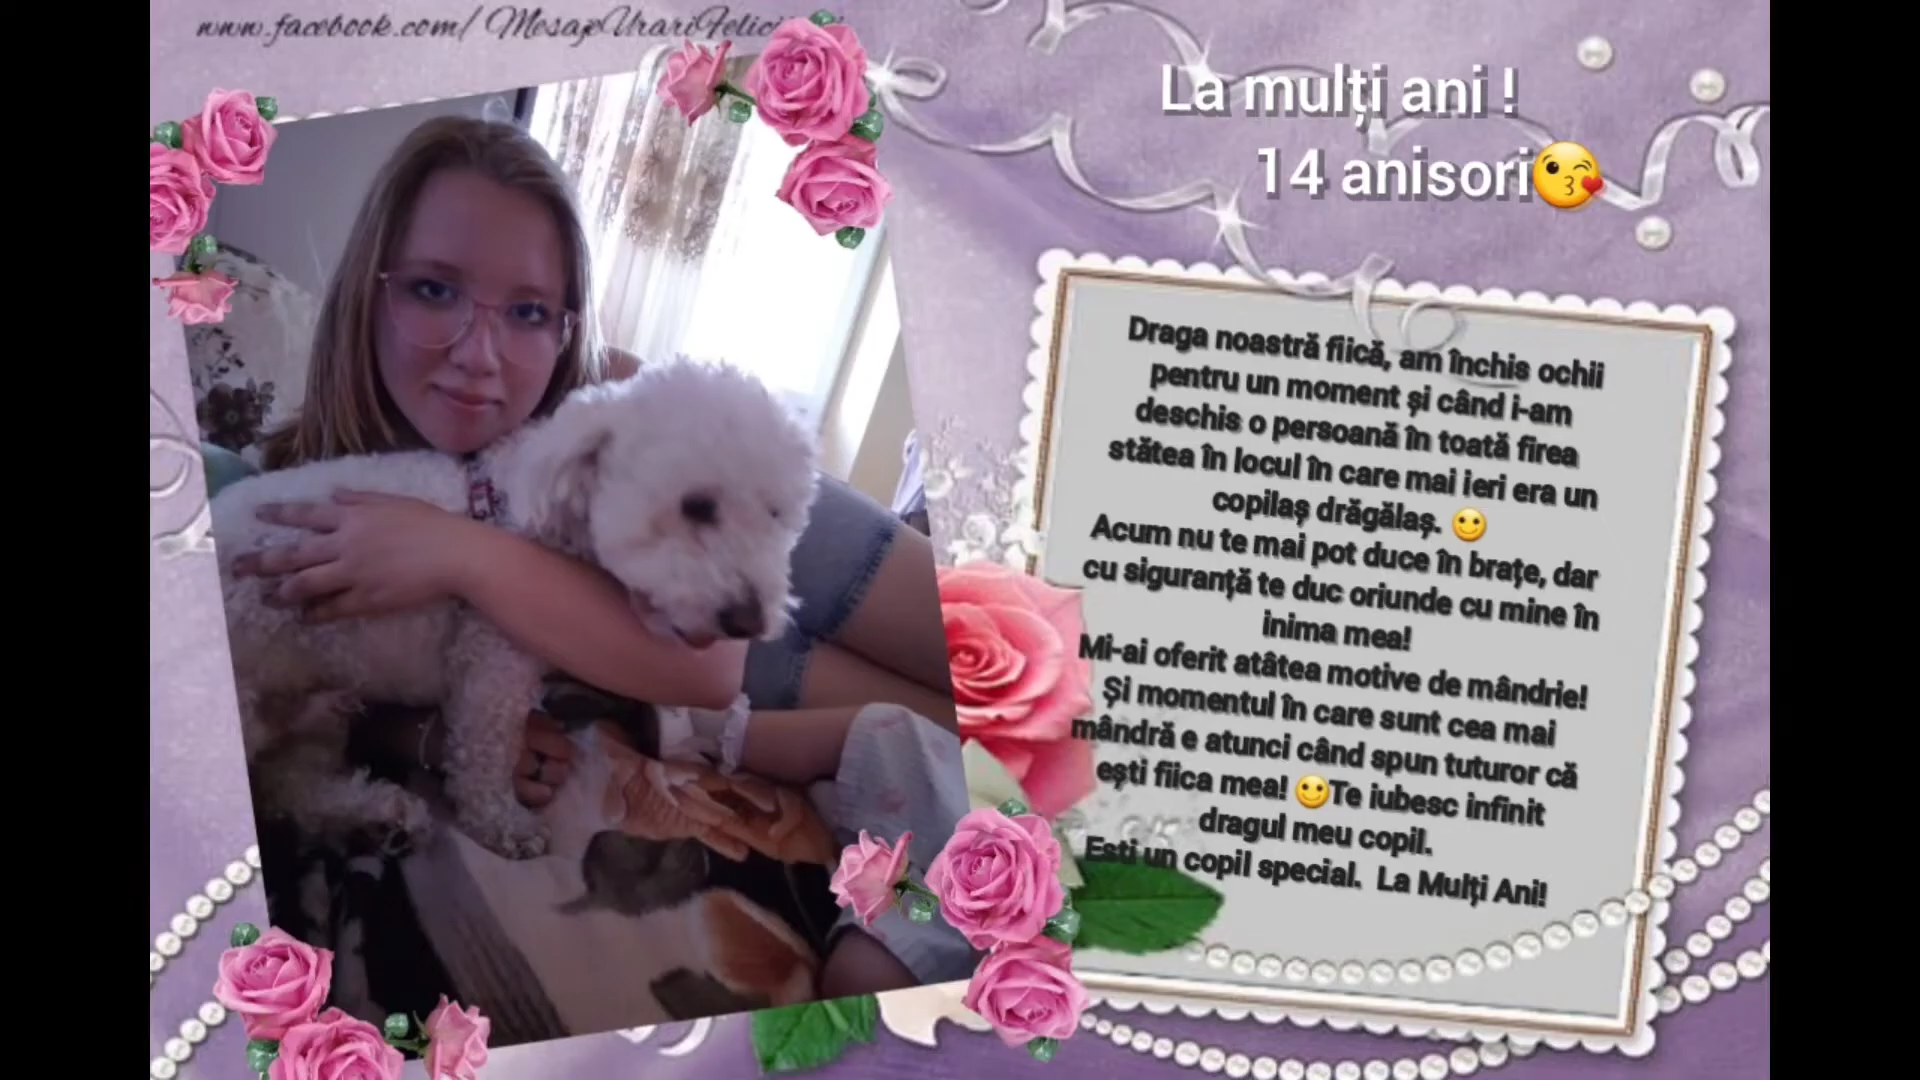 www.facebook.com/ MesajeUrariFelici
La mulți ani !
14 anisori😘
Draga noastră fiică, am închis ochii
pentru un moment și când i-am
deschis o persoană în toată firea
stătea în locul în care mai ieri era un
copilaș drăgălaș. 🙂
Acum nu te mai pot duce în brațe, dar
cu siguranță te duc oriunde cu mine în
inima mea!
Mi-ai oferit atâtea motive de mândrie!
Și momentul în care sunt cea mai
mândră e atunci când spun tuturor că
ești fiica mea! 🙂Te iubesc infinit
dragul meu copil.
Esti un copil special.  La Mulți Ani!